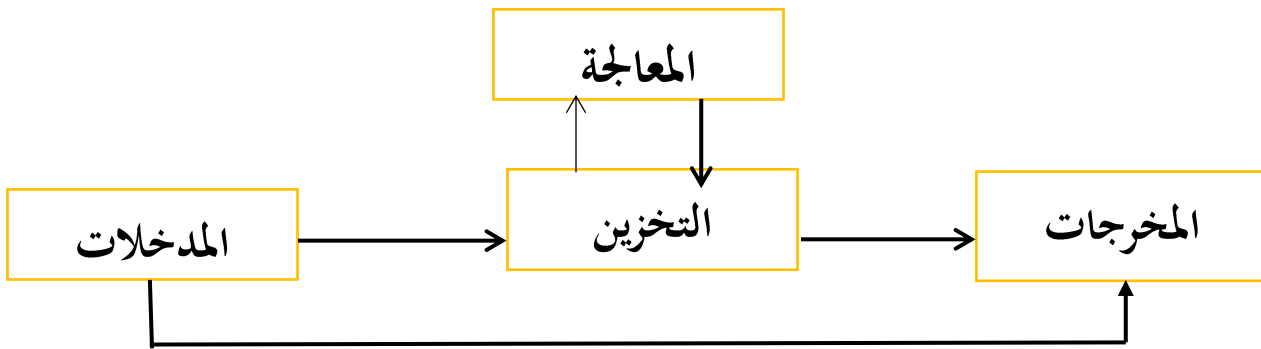 المعالجة
المدخلات
التخزين
المخرجات